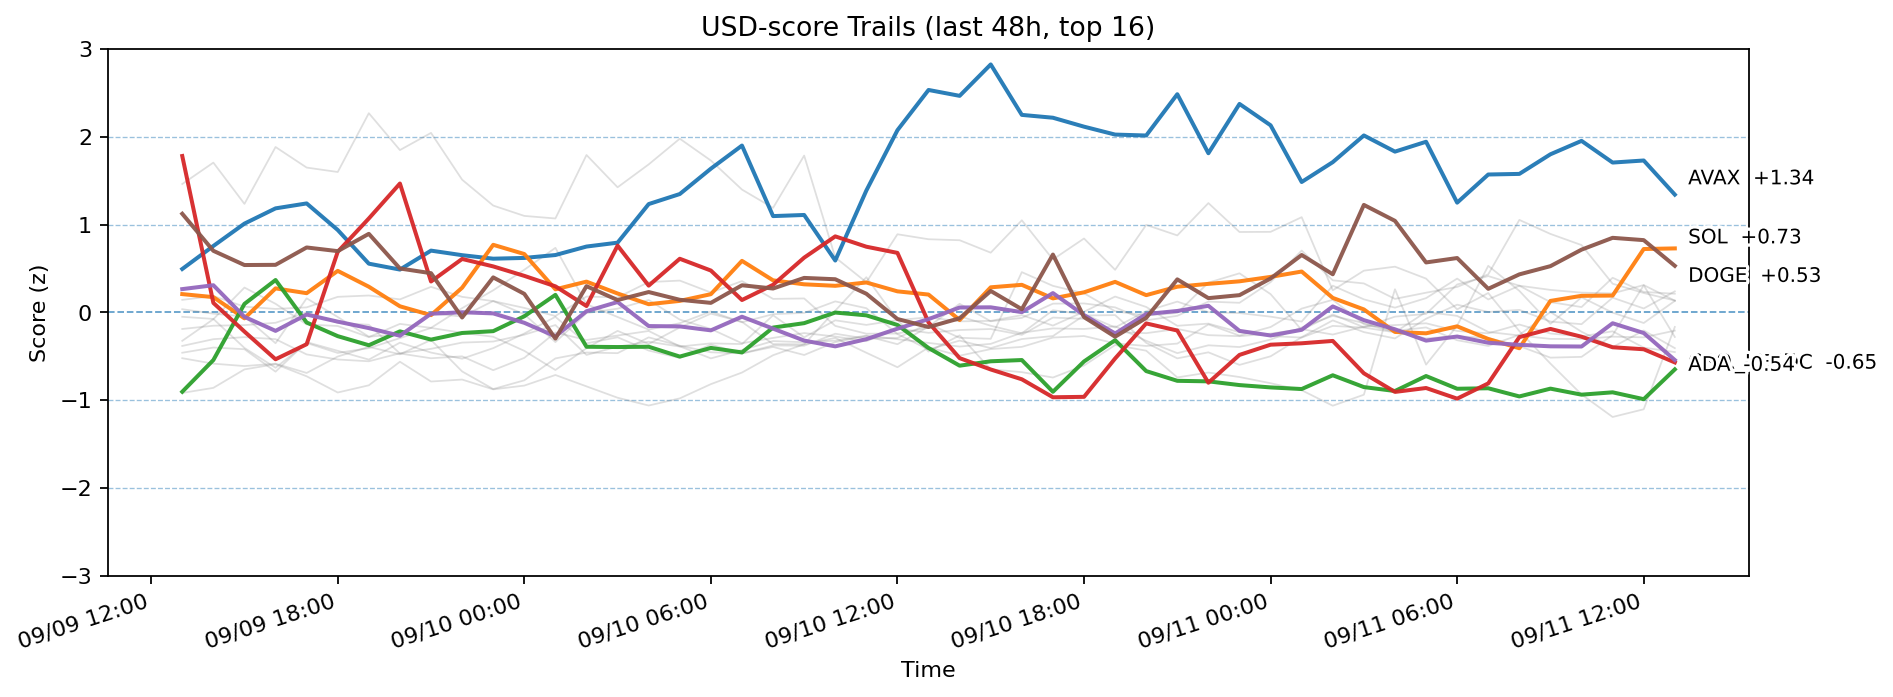 USD-score Trails (last 48h, top 16)
Score (z)
3
2
1
0
−1
−2
−3
AVAX +1.34
SOL +0.73
DOGE +0.53
ADA -0.54
-0.65
09/09 12:00
09/09 18:00
09/10 00:00
09/10 06:00
09/10 12:00
09/10 18:00
09/11 00:00
09/11 06:00
09/11 12:00
Time